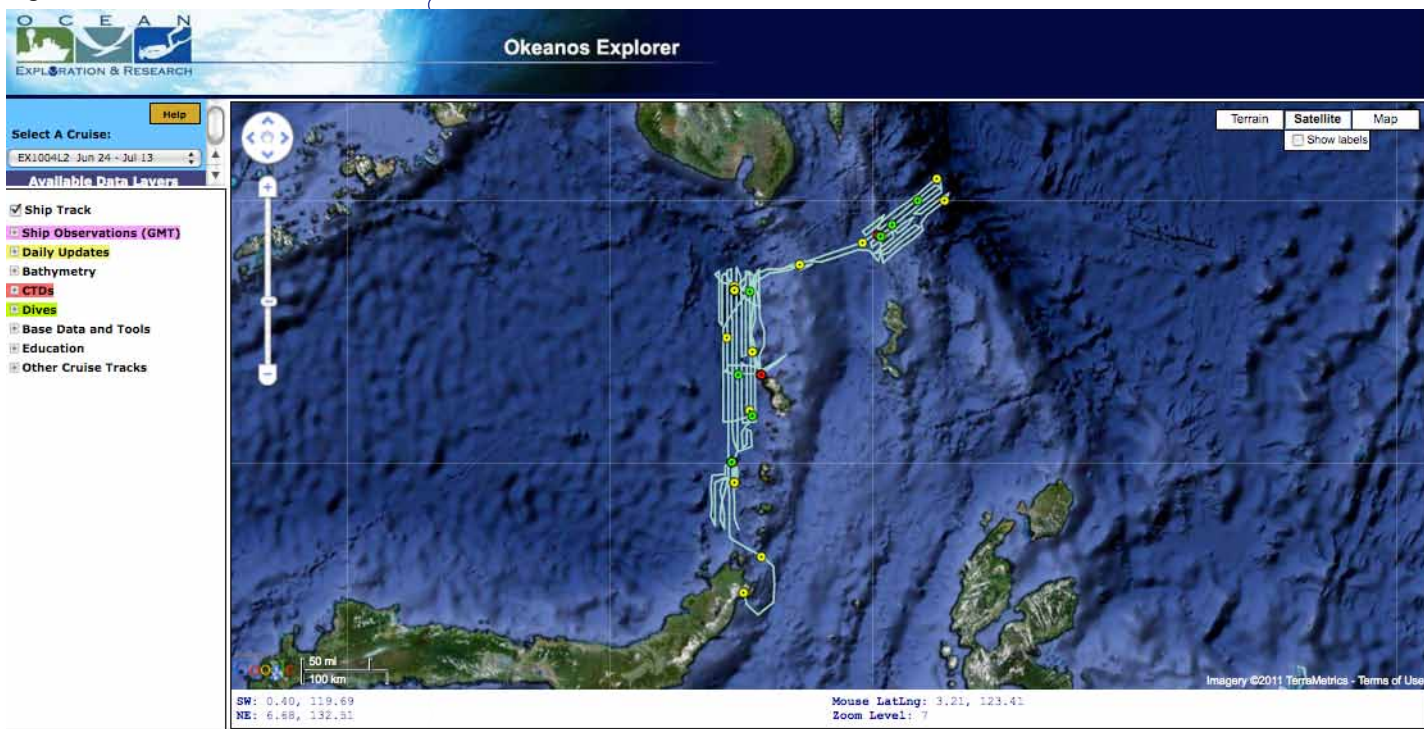 OCEAN
EXPLORATION & RESEARCH
Okeanos Explorer
Help
Select A Cruise:
EX1004L2 Jun 24 - Jul 13
Available Data Layers
Ship Track
Ship Observations (GMT)
Daily Updates
Bathymetry
CTDs
Dives
Base Data and Tools
Education
Other Cruise Tracks
Terrain Satellite Map
Show labels
50 mi
100 km
Imagery ©2011 TerraMetrics - Terms of Use
SW: 0.40, 119.69
NE: 6.68, 132.51
Mouse LatLng: 3.21, 123.41
Zoom Level: 7